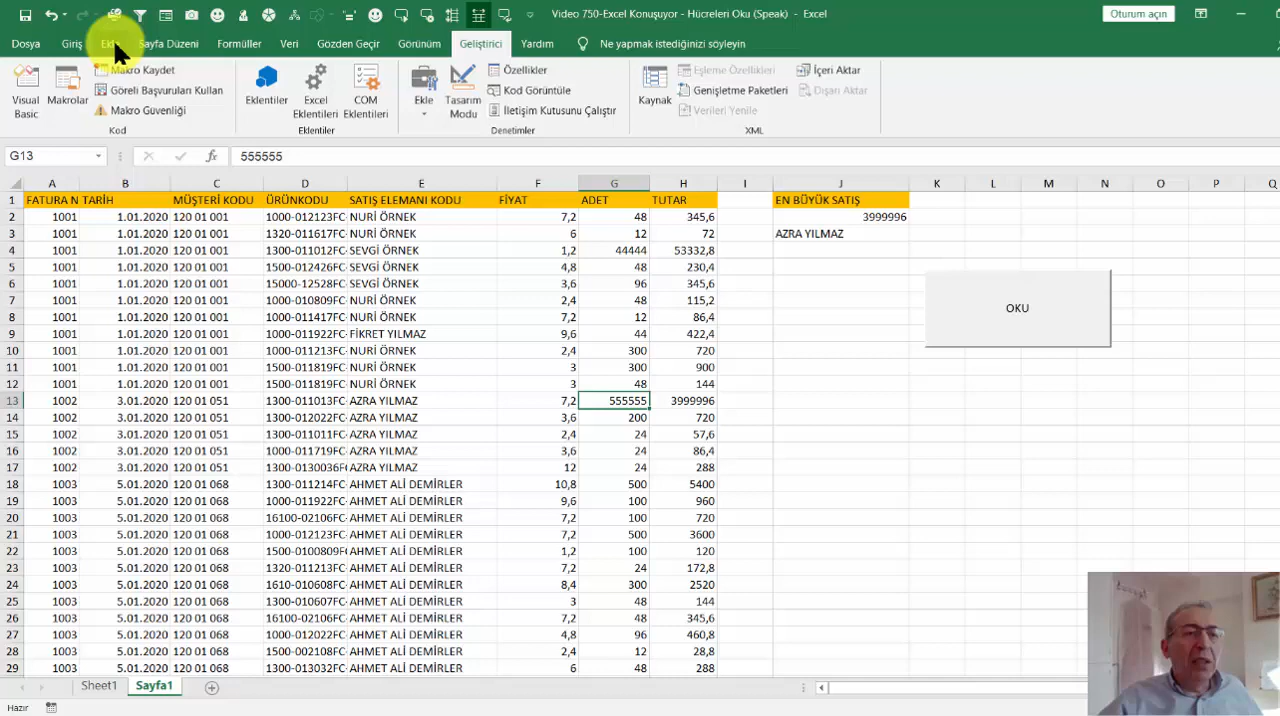 Video 750-Excel Konuşuyor - Hücreleri Oku (Speak) - Excel
Oturum açın
Dosya Giriş Ekle Sayfa Düzeni Formüller Veri Gözden Geçir Görünüm Geliştirici Yardım Ne yapmak istediğinizi söyleyin
Visual Basic
Makrolar
Makro Kaydet
Göreli Başvuruları Kullan
Makro Güvenliği
Kod
Eklentiler
Excel Eklentileri
COM Eklentileri
Eklentiler
Ekle
Tasarım Modu
Özellikler
Kod Görüntüle
İletişim Kutusunu Çalıştır
Denetimler
Kaynak
Eşleme Özellikleri
Genişletme Paketleri
Verileri Yenile
İçeri Aktar
Dışarı Aktar
XML
G13 fx 555555
A B C D E F G H I J K L M N O P Q
1 FATURA N TARİH MÜŞTERİ KODU ÜRÜNKODU SATIŞ ELEMANI KODU FİYAT ADET TUTAR EN BÜYÜK SATIŞ
2 1001 1.01.2020 120 01 001 1000-012123FC- NURİ ÖRNEK 7,2 48 345,6 3999996
3 1001 1.01.2020 120 01 001 1320-011617FC- NURİ ÖRNEK 6 12 72 AZRA YILMAZ
4 1001 1.01.2020 120 01 001 1300-011012FC- SEVGİ ÖRNEK 1,2 44444 53332,8
5 1001 1.01.2020 120 01 001 1500-012426FC- SEVGİ ÖRNEK 4,8 48 230,4
6 1001 1.01.2020 120 01 001 15000-12528FC- SEVGİ ÖRNEK 3,6 96 345,6
7 1001 1.01.2020 120 01 001 1000-010809FC- NURİ ÖRNEK 2,4 48 115,2
8 1001 1.01.2020 120 01 001 1000-011417FC- NURİ ÖRNEK 7,2 12 86,4
9 1001 1.01.2020 120 01 001 1000-011922FC- FİKRET YILMAZ 9,6 44 422,4
10 1001 1.01.2020 120 01 001 1000-011213FC- NURİ ÖRNEK 2,4 300 720
11 1001 1.01.2020 120 01 001 1500-011819FC- NURİ ÖRNEK 3 300 900
12 1001 1.01.2020 120 01 001 1500-011819FC- NURİ ÖRNEK 3 48 144
13 1002 3.01.2020 120 01 051 1300-011013FC- AZRA YILMAZ 7,2 555555 3999996
14 1002 3.01.2020 120 01 051 1300-012022FC- AZRA YILMAZ 3,6 200 720
15 1002 3.01.2020 120 01 051 1300-011011FC- AZRA YILMAZ 2,4 24 57,6
16 1002 3.01.2020 120 01 051 1000-011719FC- AZRA YILMAZ 3,6 24 86,4
17 1002 3.01.2020 120 01 051 1300-0130036F AZRA YILMAZ 12 24 288
18 1003 5.01.2020 120 01 068 1300-011214FC- AHMET ALİ DEMİRLER 10,8 500 5400
19 1003 5.01.2020 120 01 068 1000-011922FC- AHMET ALİ DEMİRLER 9,6 100 960
20 1003 5.01.2020 120 01 068 16100-02106FC- AHMET ALİ DEMİRLER 7,2 100 720
21 1003 5.01.2020 120 01 068 1000-012123FC- AHMET ALİ DEMİRLER 7,2 500 3600
22 1003 5.01.2020 120 01 068 1500-0100809F AHMET ALİ DEMİRLER 1,2 100 120
23 1003 5.01.2020 120 01 068 1320-011213FC- AHMET ALİ DEMİRLER 7,2 24 172,8
24 1003 5.01.2020 120 01 068 1610-010608FC- AHMET ALİ DEMİRLER 8,4 300 2520
25 1003 5.01.2020 120 01 068 1300-010607FC- AHMET ALİ DEMİRLER 3 48 144
26 1003 5.01.2020 120 01 068 16100-02106FC- AHMET ALİ DEMİRLER 7,2 48 345,6
27 1003 5.01.2020 120 01 068 1000-012022FC- AHMET ALİ DEMİRLER 4,8 96 460,8
28 1003 5.01.2020 120 01 068 1500-002108FC- AHMET ALİ DEMİRLER 2,4 12 28,8
29 1003 5.01.2020 120 01 068 1300-013032FC- AHMET ALİ DEMİRLER 6 48 288
OKU
Sheet1 Sayfa1
Hazır